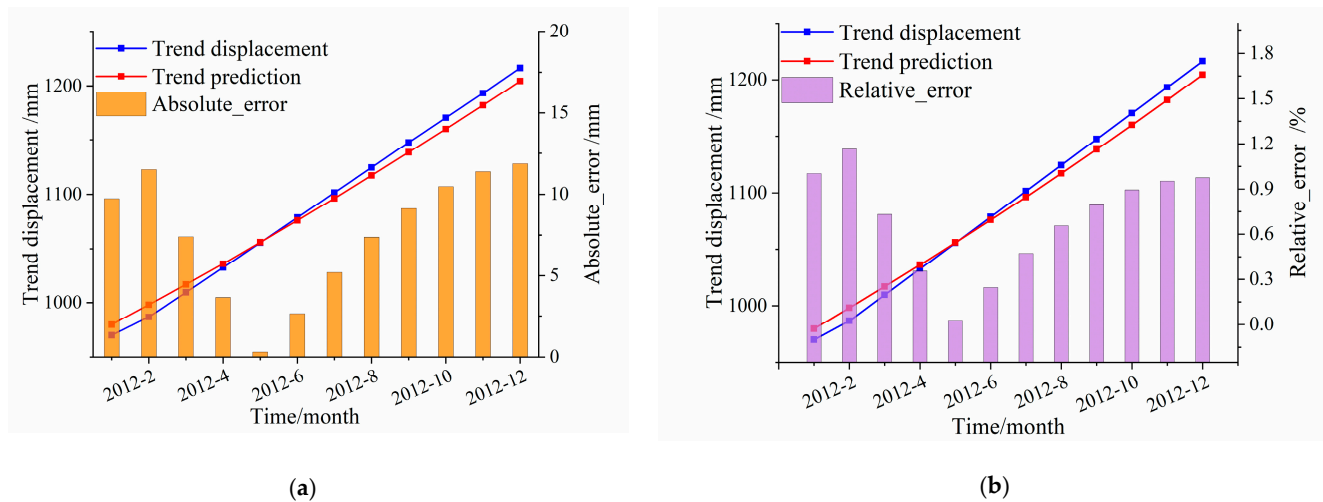 Trend displacement
Trend prediction
Absolute_error
Trend displacement /mm
1200
1100
1000
20
15
10
5
0
Absolute_error /mm
2012-2
2012-4
2012-6
2012-8
2012-10
2012-12
Time/month
(a)
Trend displacement
Trend prediction
Relative_error
Trend displacement /mm
1200
1100
1000
1.8
1.5
1.2
0.9
0.6
0.3
0.0
Relative_error /%
2012-2
2012-4
2012-6
2012-8
2012-10
2012-12
Time/month
(b)